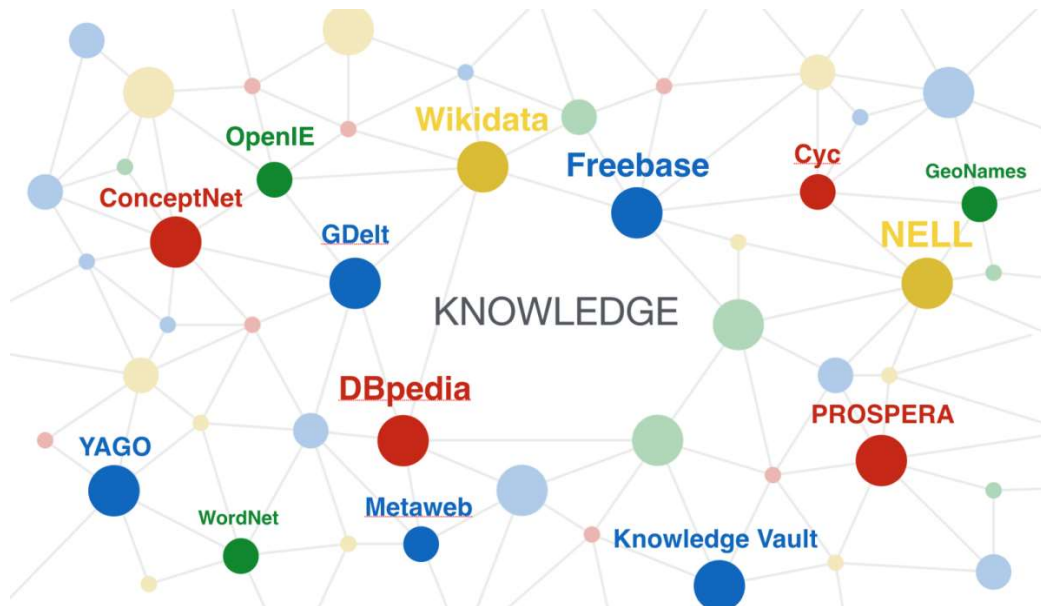 Wikidata
OpenIE
Freebase
Cyc
GeoNames
ConceptNet
GDelt
NELL
KNOWLEDGE
DBpedia
PROSPERA
YAGO
Metaweb
WordNet
Knowledge Vault